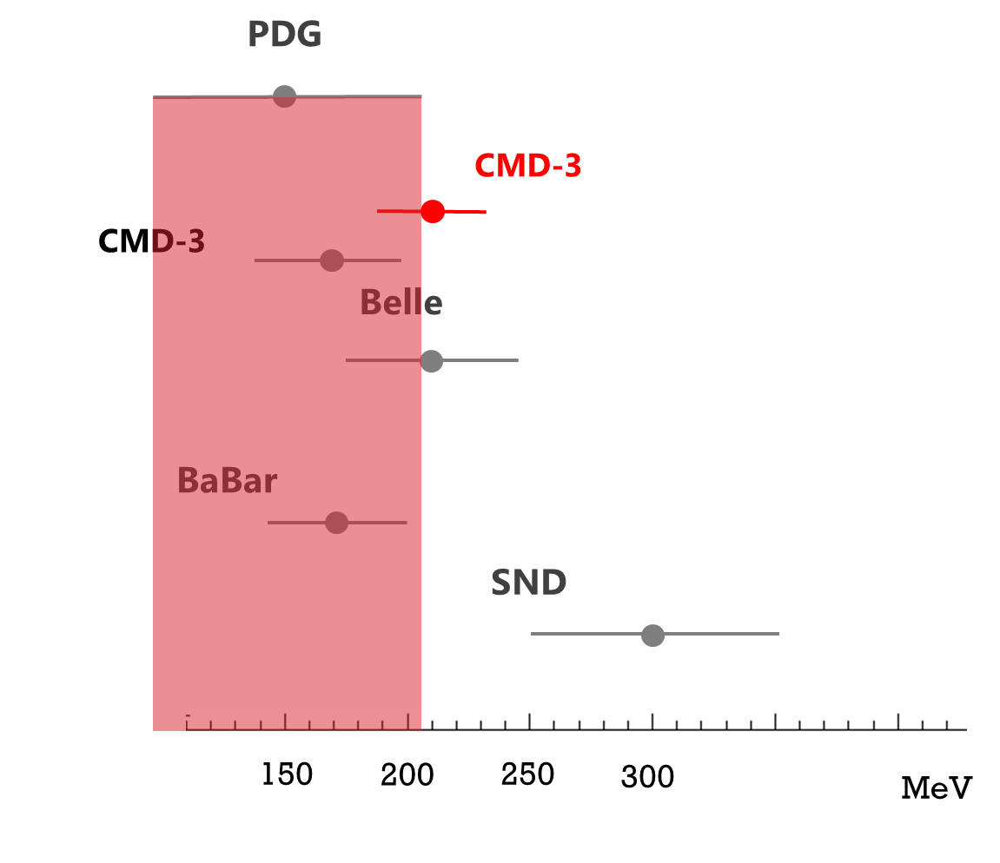 PDG
CMD-3
CMD-3
Belle
BaBar
SND
150 200 250 300 MeV